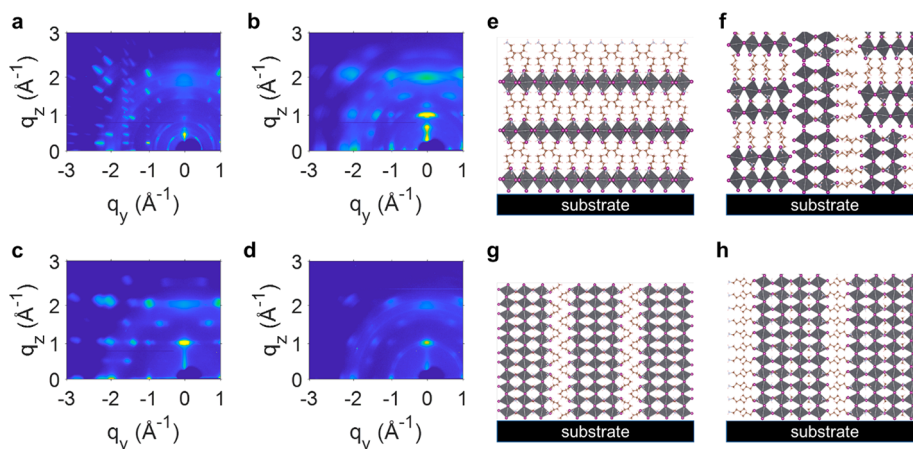 a
3
2
1
0
-3 -2 -1 0 1
q_z (Å⁻¹)
q_y (Å⁻¹)
b
3
2
1
0
-3 -2 -1 0 1
q_z (Å⁻¹)
q_y (Å⁻¹)
e
substrate
f
substrate
c
3
2
1
0
-3 -2 -1 0 1
q_z (Å⁻¹)
q_y (Å⁻¹)
d
3
2
1
0
-3 -2 -1 0 1
q_z (Å⁻¹)
q_y (Å⁻¹)
g
substrate
h
substrate